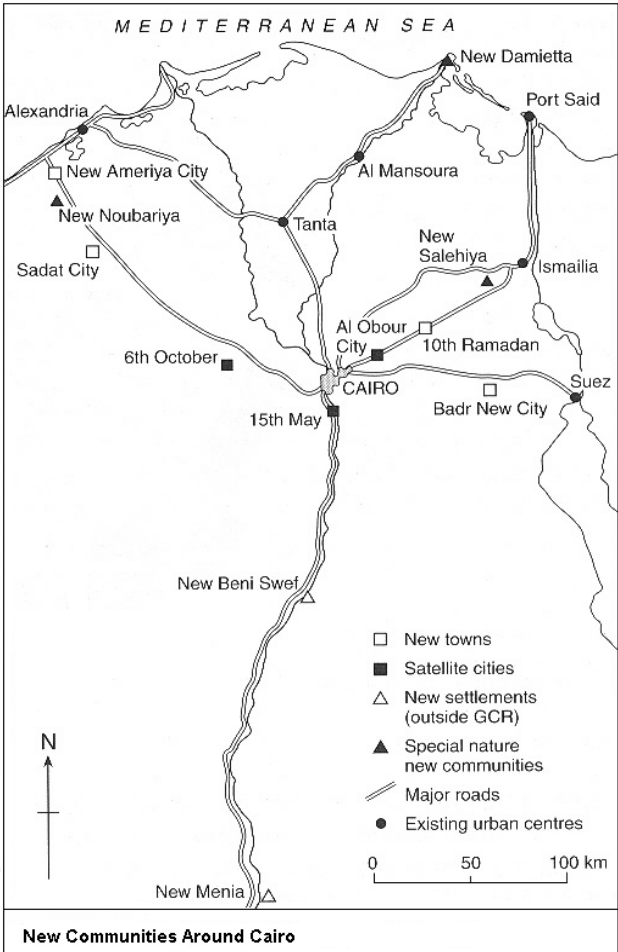 MEDITERRANEAN SEA
New Damietta
Alexandria
Port Said
New Ameriya City
Al Mansoura
New Noubariya
Tanta
New
Salehiya
Sadat City
Ismailia
Al Obour
City
10th Ramadan
6th October
CAIRO
Suez
15th May
Badr New City
New Beni Swef
New towns
Satellite cities
New settlements
(outside GCR)
N
Special nature
new communities
Major roads
Existing urban centres
0 50 100 km
New Menia
New Communities Around Cairo